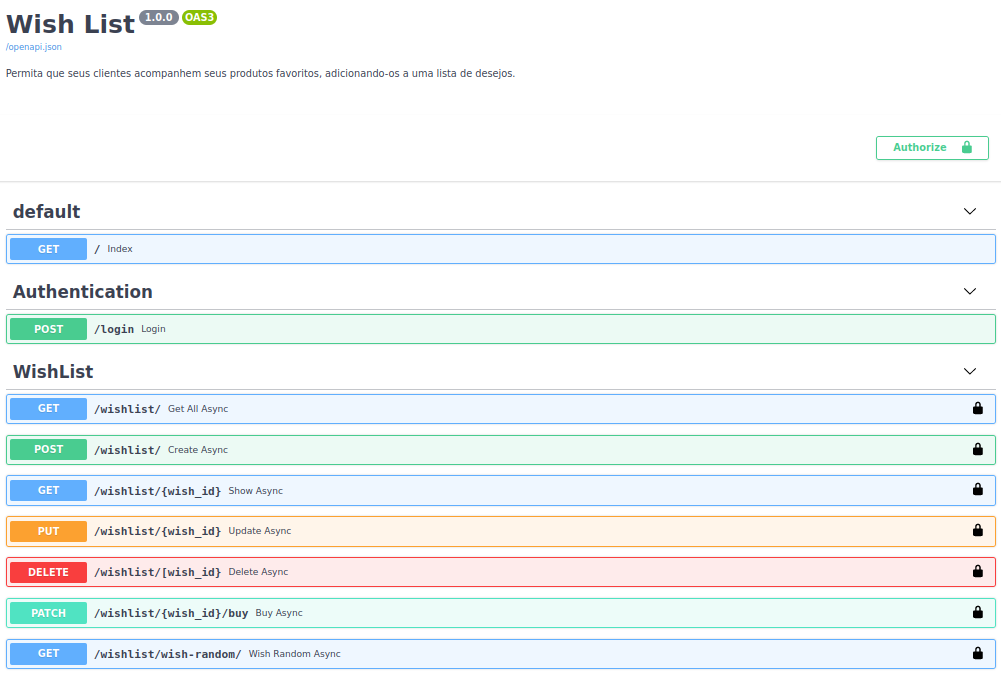 Wish List 1.0.0 OAS3
/openapi.json
Permita que seus clientes acompanhem seus produtos favoritos, adicionando-os a uma lista de desejos.
Authorize
default
GET / Index
Authentication
POST /login Login
WishList
GET /wishlist/ Get All Async
POST /wishlist/ Create Async
GET /wishlist/{wish_id} Show Async
PUT /wishlist/{wish_id} Update Async
DELETE /wishlist/{wish_id} Delete Async
PATCH /wishlist/{wish_id}/buy Buy Async
GET /wishlist/wish-random/ Wish Random Async